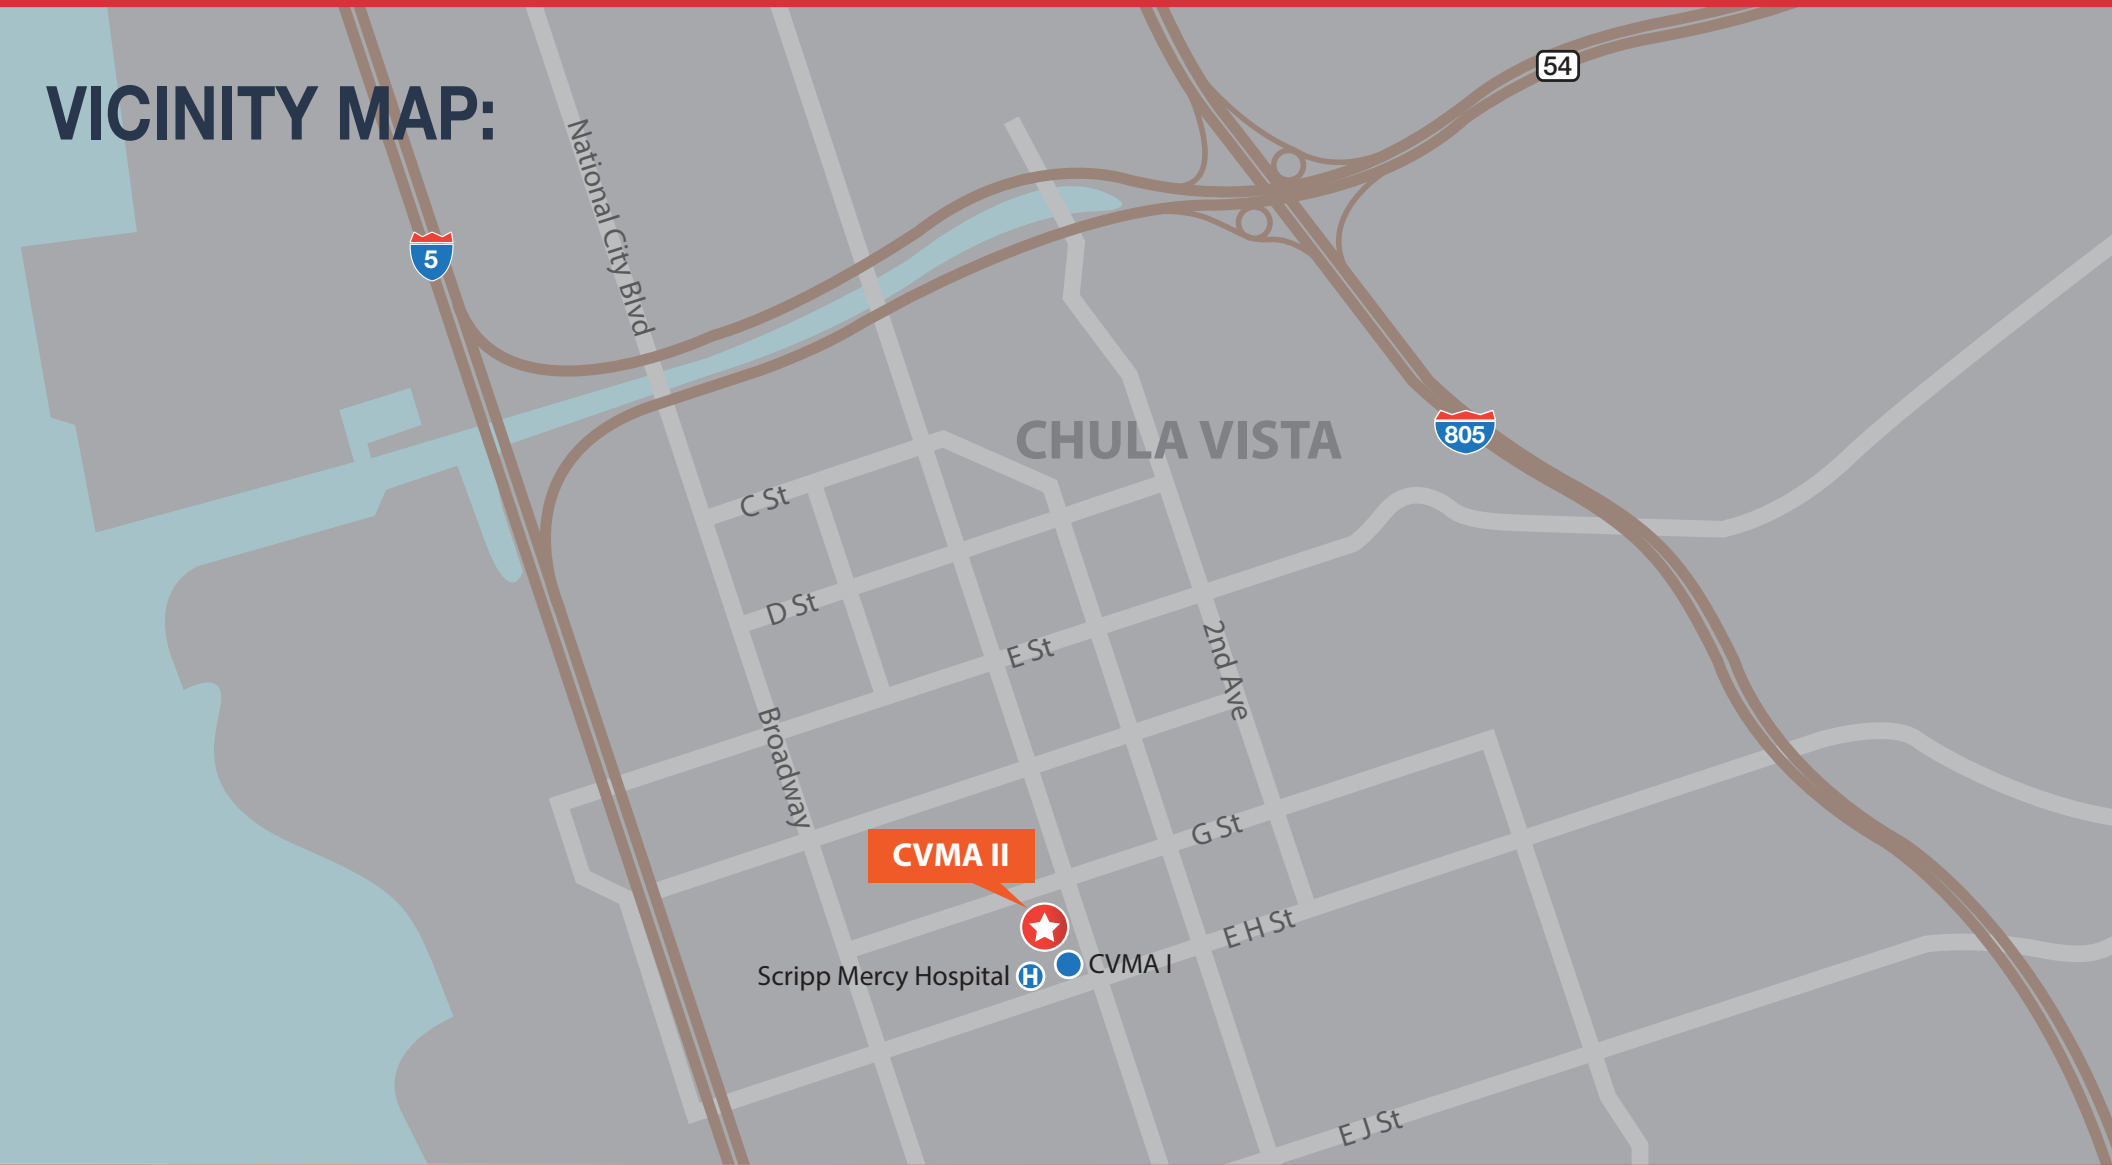 54
VICINITY MAP:
National City Blvd
5
CHULA VISTA
805
C St
D St
E St
2nd Ave
Broadway
G St
CVMA II
E H St
CVMA I
Scripp Mercy Hospital
H
E J St